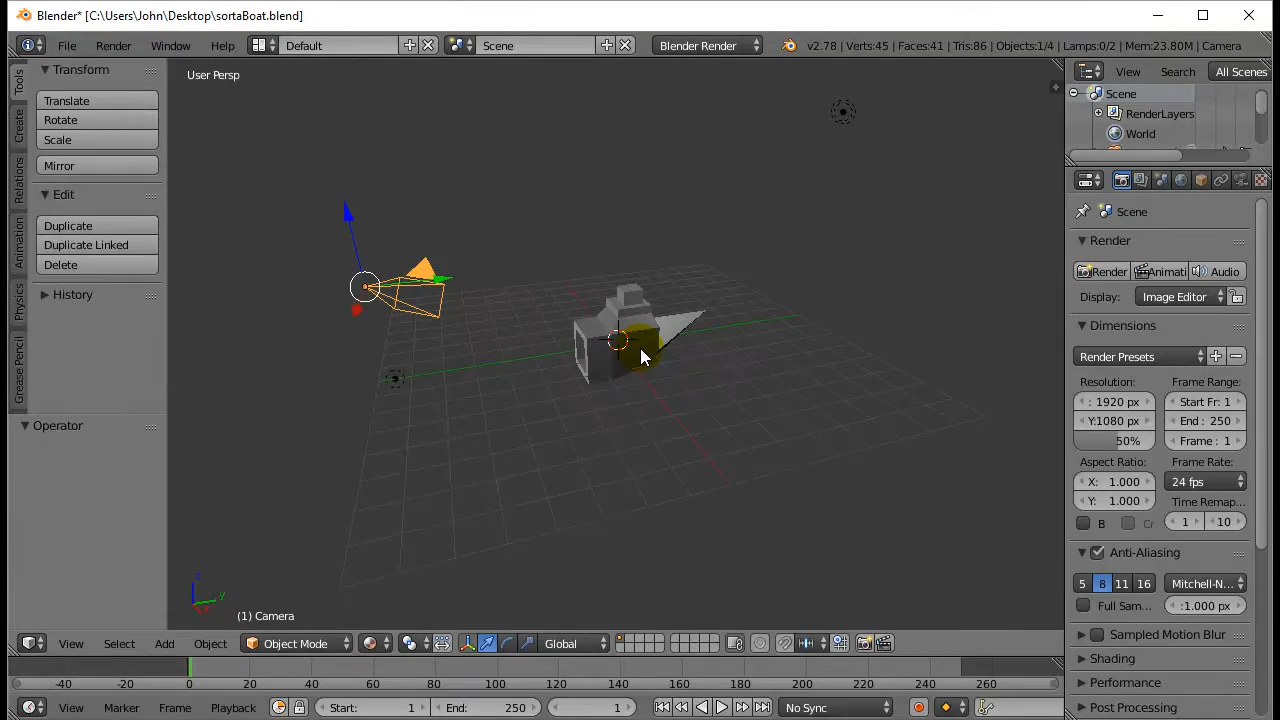 Blender* [C:\Users\John\Desktop\sortaBoat.blend]
File Render Window Help Default Scene Blender Render v2.78 | Verts:45 | Faces:41 | Tris:86 | Objects:1/4 | Lamps:0/2 | Mem:23.80M | Camera
Tools
Create
Relations
Animation
Physics
Grease Pencil
Transform
Translate
Rotate
Scale
Mirror
Edit
Duplicate
Duplicate Linked
Delete
History
Operator
User Persp
z
y
(1) Camera
View Search All Scenes
Scene
RenderLayers
World
Scene
Render
Render Animati Audio
Display: Image Editor
Dimensions
Render Presets
Resolution: Frame Range:
: 1920 px Start Fr: 1
Y:1080 px End : 250
50% Frame : 1
Aspect Ratio: Frame Rate:
X: 1.000 24 fps
Y: 1.000 Time Remap...
B Cr 1 10
Anti-Aliasing
5 8 11 16 Mitchell-N...
Full Sam... :1.000 px
Sampled Motion Blur
Shading
Performance
Post Processing
View Select Add Object Object Mode Global
-40 -20 0 20 40 60 80 100 120 140 160 180 200 220 240 260
View Marker Frame Playback Start: 1 End: 250 1 No Sync